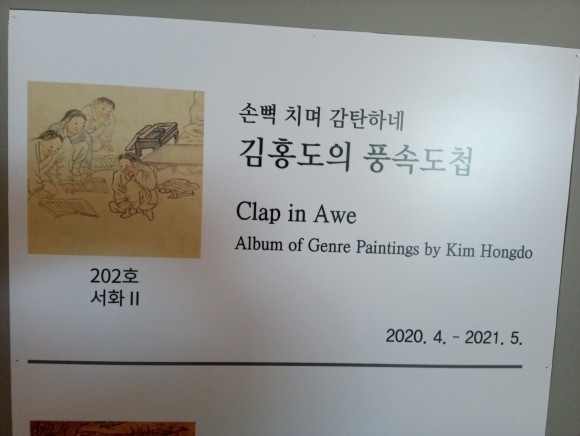 손뼉 치며 감탄하네
김홍도의 풍속도첩
Clap in Awe
Album of Genre Paintings by Kim Hongdo
202호
서화 II
2020. 4. - 2021. 5.